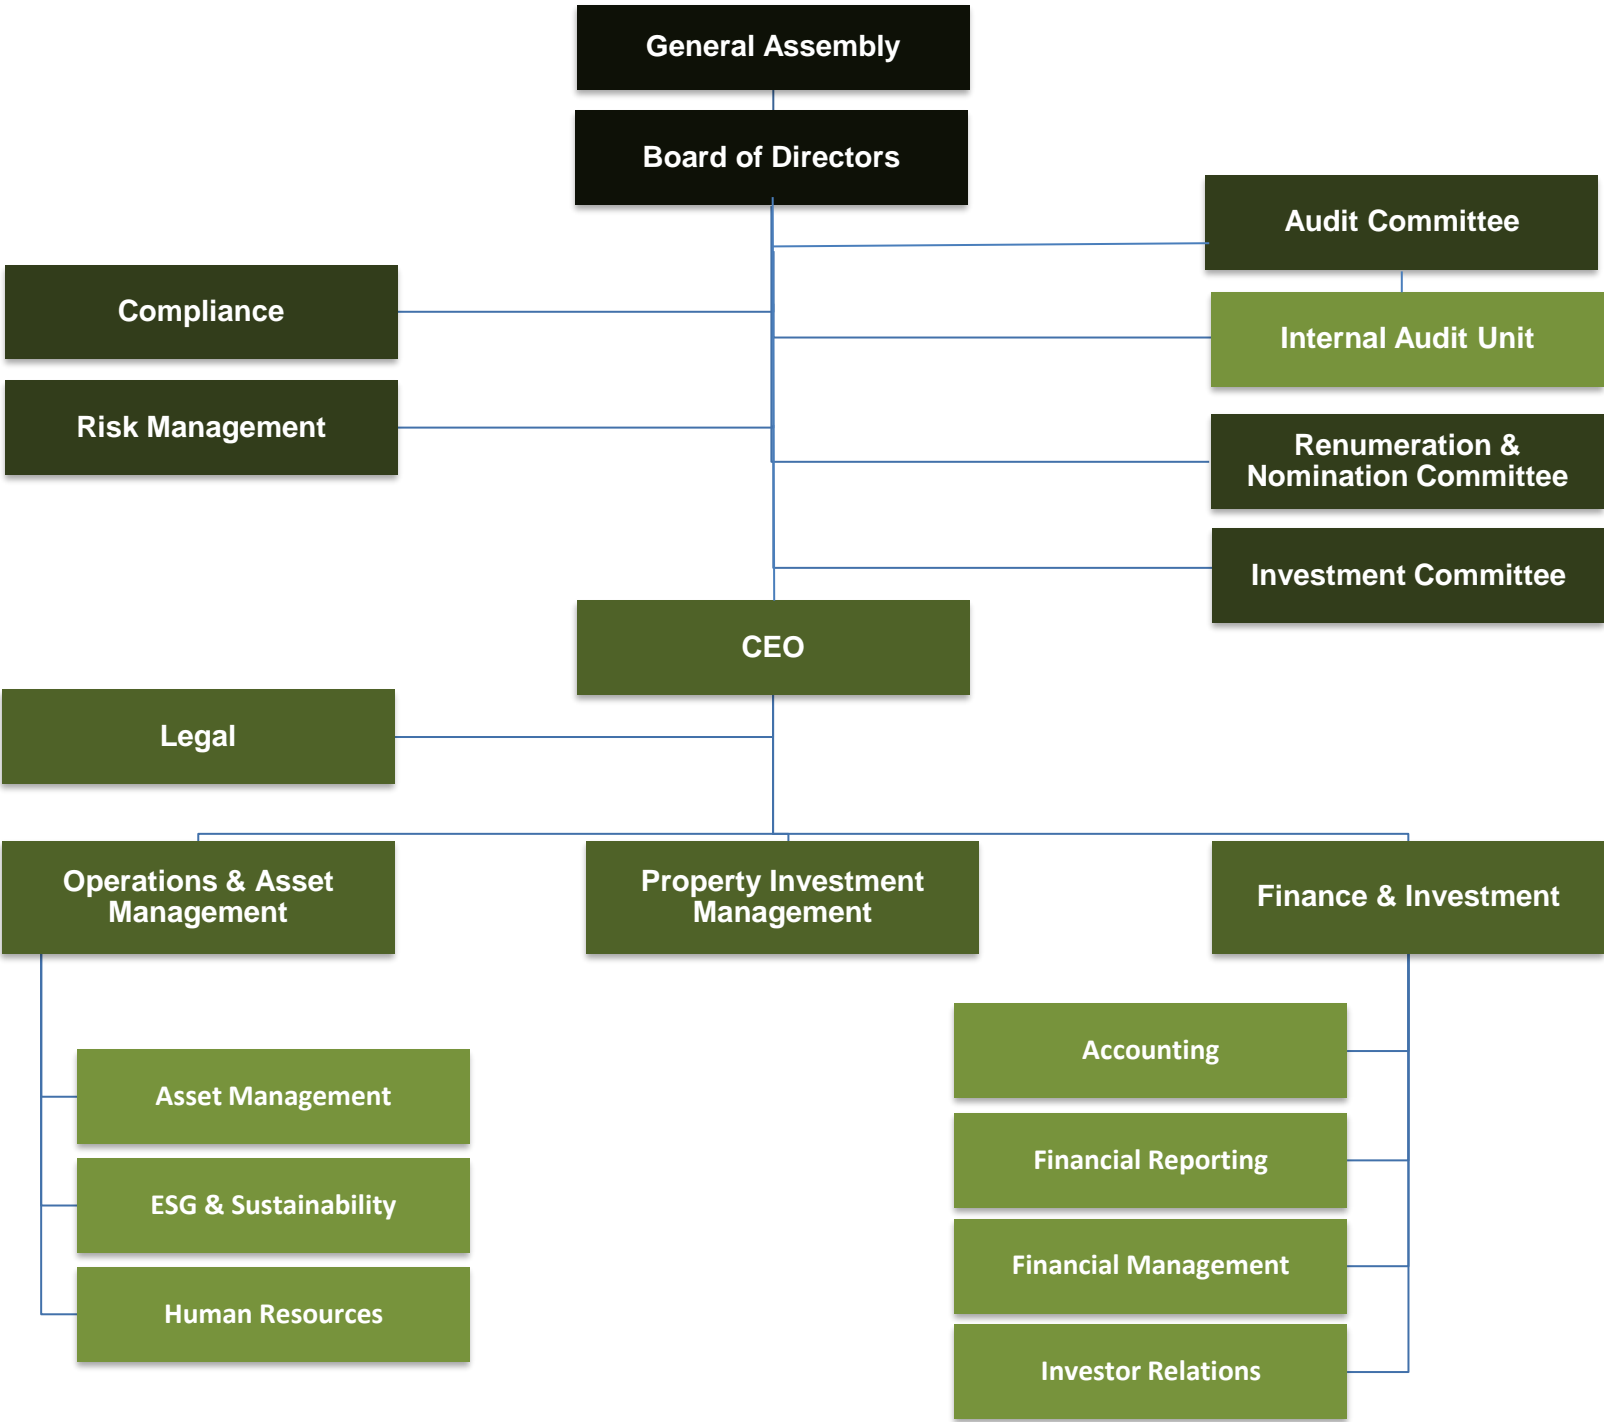 General Assembly
Board of Directors
Audit Committee
Compliance
Internal Audit Unit
Risk Management
Renumeration &
Nomination Committee
Investment Committee
CEO
Legal
Operations & Asset
Management
Property Investment
Management
Finance & Investment
Asset Management
ESG & Sustainability
Human Resources
Accounting
Financial Reporting
Financial Management
Investor Relations